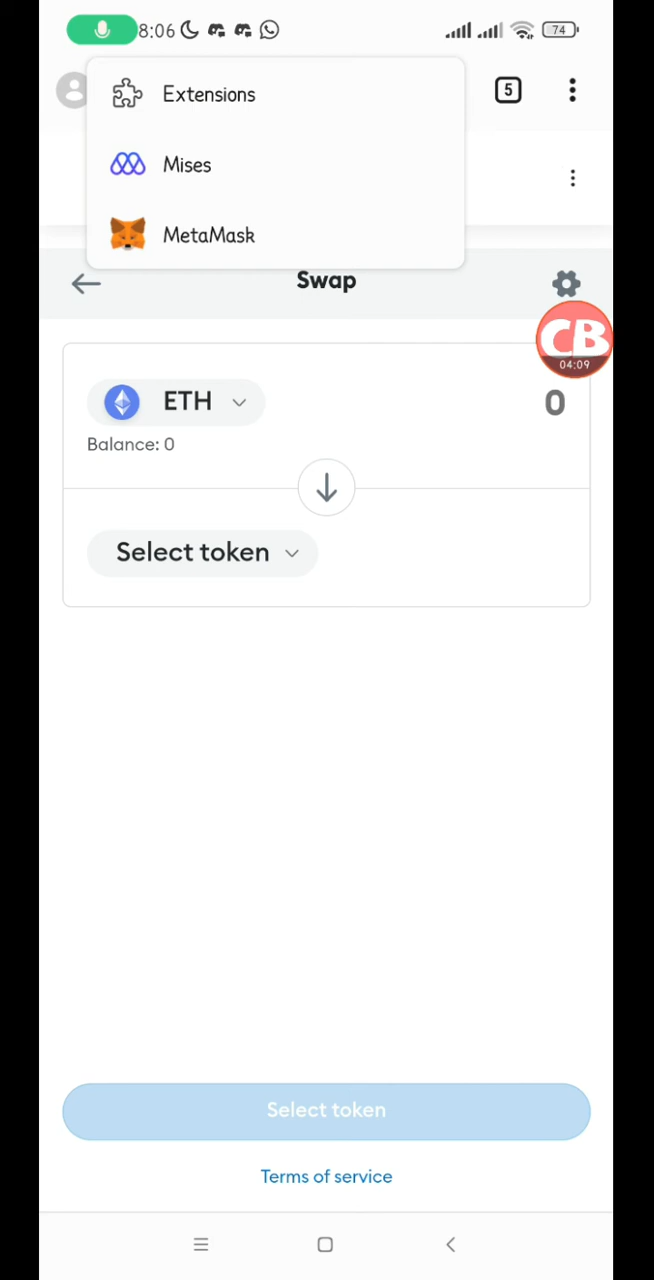 8:06
74
Extensions
5
Mises
MetaMask
Swap
CB
04:09
ETH
0
Balance: 0
Select token
Select token
Terms of service